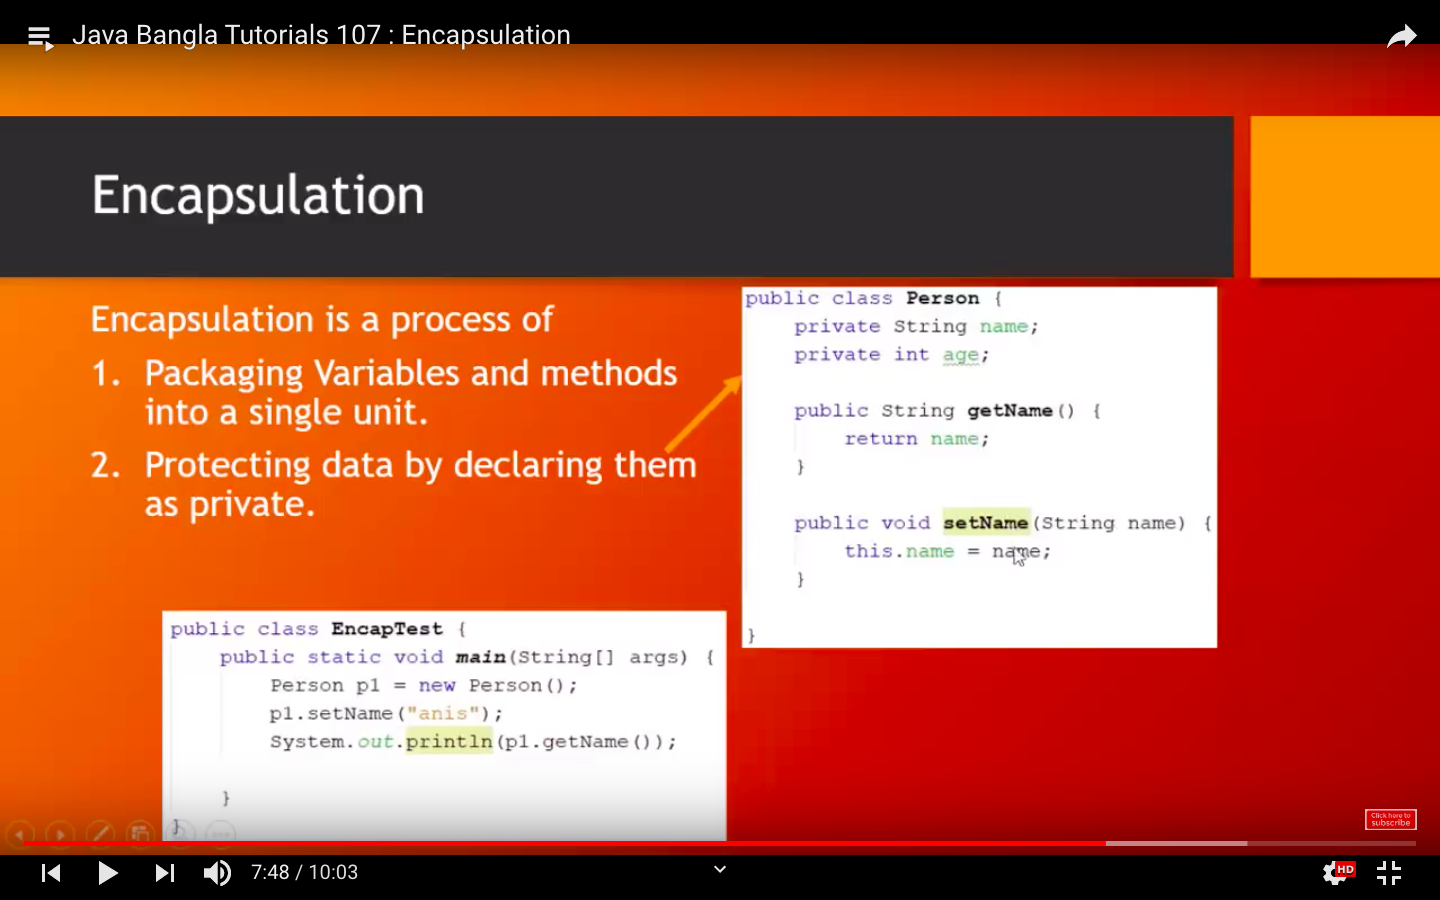 Java Bangla Tutorials 107 : Encapsulation
Encapsulation
Encapsulation is a process of
1. Packaging Variables and methods
into a single unit.
2. Protecting data by declaring them
as private.
public class Person {
private String name;
private int age;
public String getName() {
return name;
}
public void setName(String name) {
this.name = name;
}
}
public class EncapTest {
public static void main(String[] args) {
Person p1 = new Person();
p1.setName("anis");
System.out.println(p1.getName());
}
}
Click here to
subscribe
7:48 / 10:03
HD